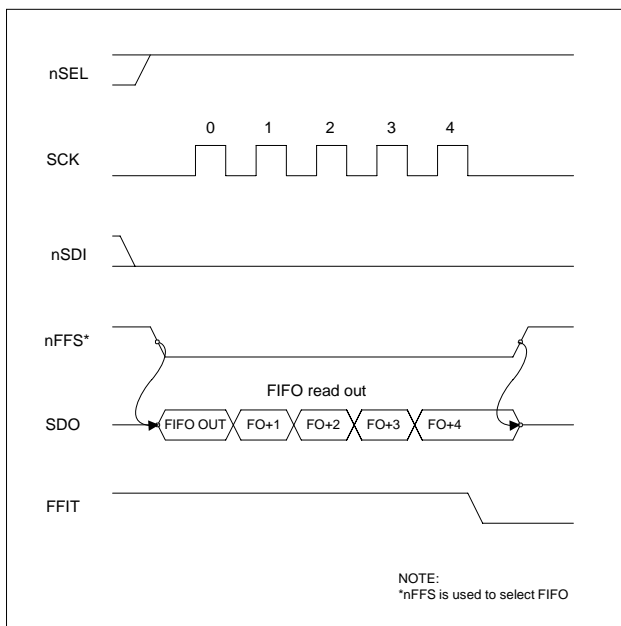 nSEL
0 1 2 3 4
SCK
nSDI
nFFS*
FIFO read out
SDO
FIFO OUT FO+1 FO+2 FO+3 FO+4
FFIT
NOTE:
*nFFS is used to select FIFO